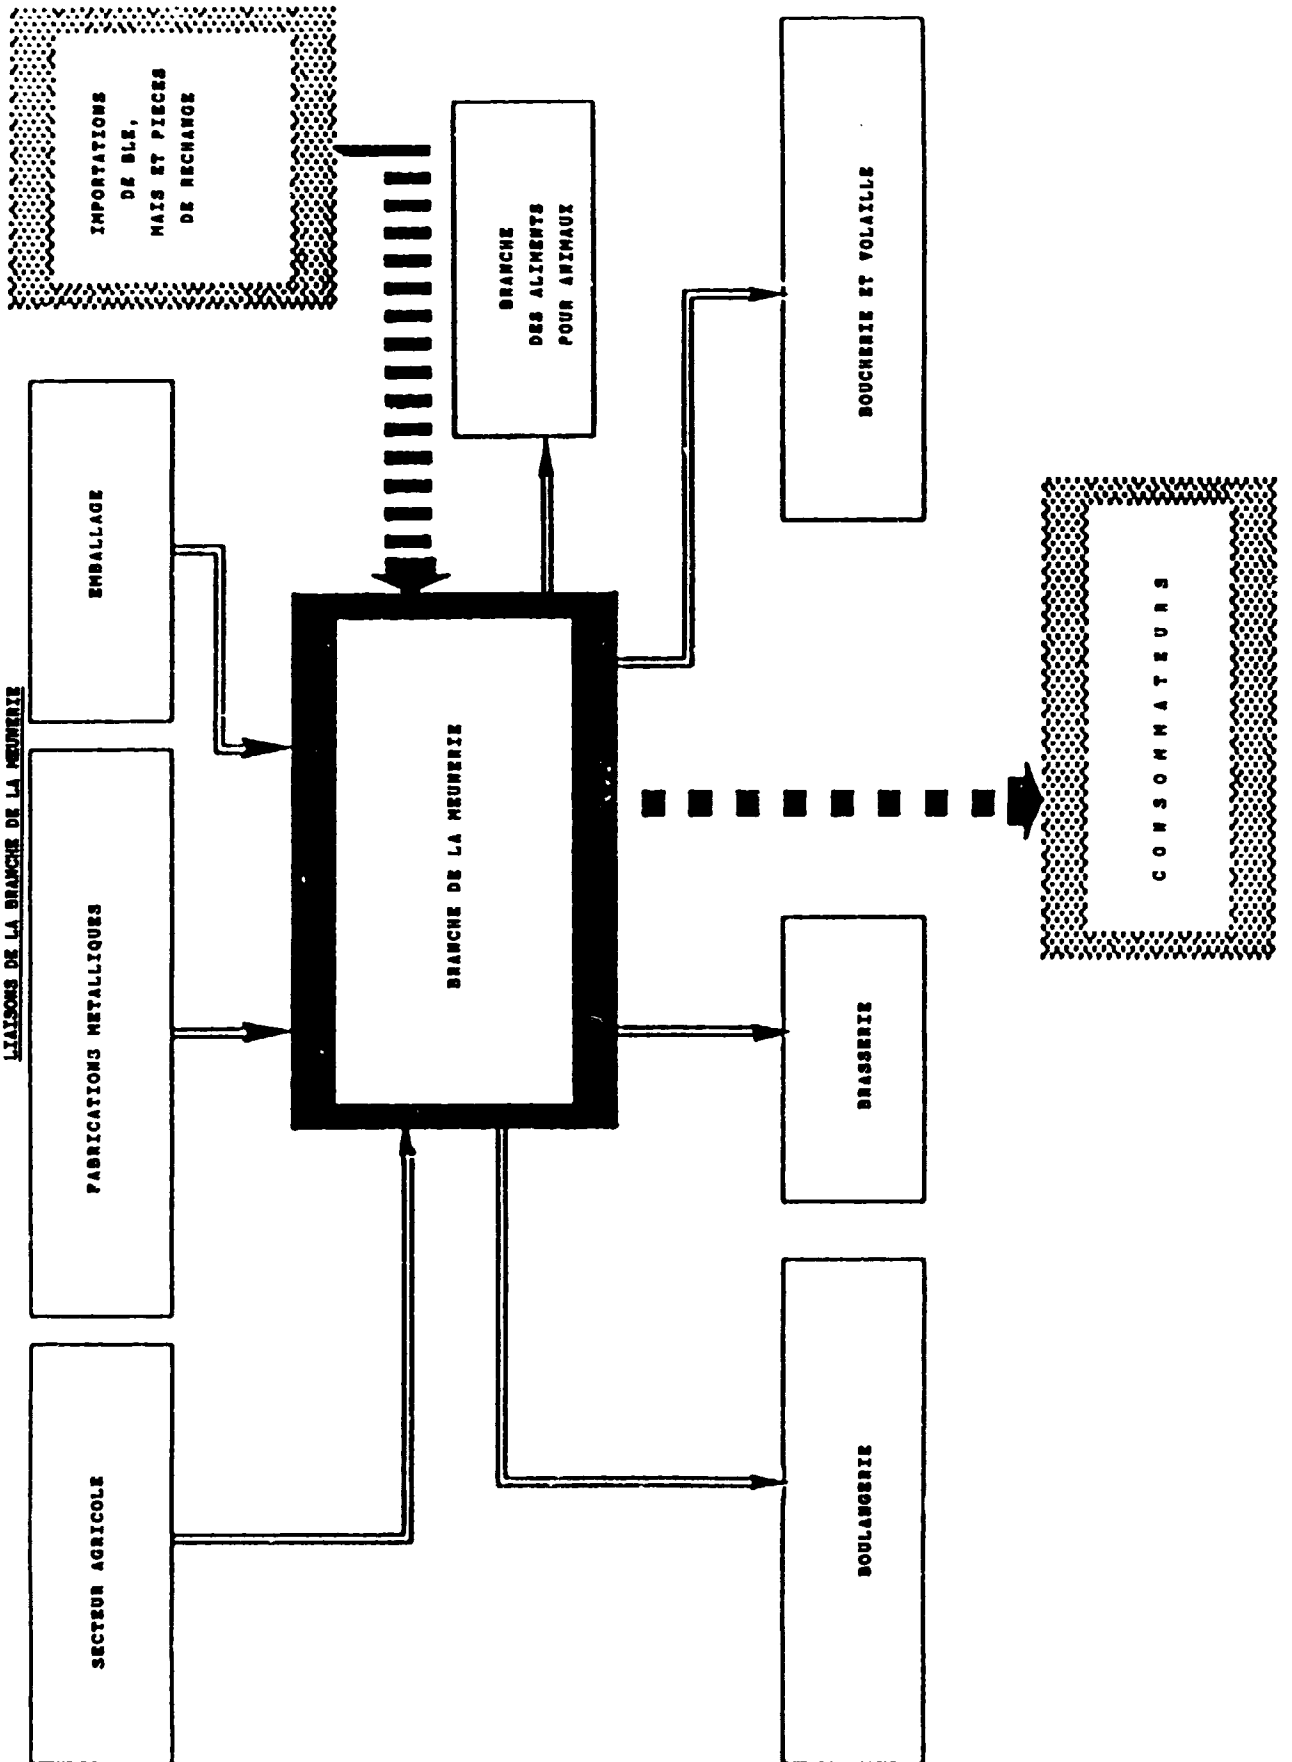 LIAISONS DE LA BRANCHE DE LA MEUNERIE
SECTEUR AGRICOLE
FABRICATIONS METALLIQUES
EMBALLAGE
IMPORTATIONS
DE BLE,
MAIS ET PIECES
DE RECHANGE
BRANCHE DE LA MEUNERIE
BRANCHE
DES ALIMENTS
POUR ANIMAUX
BOULANGERIE
BRASSERIE
BOUCHERIE ET VOLAILLE
CONSOMMATEURS